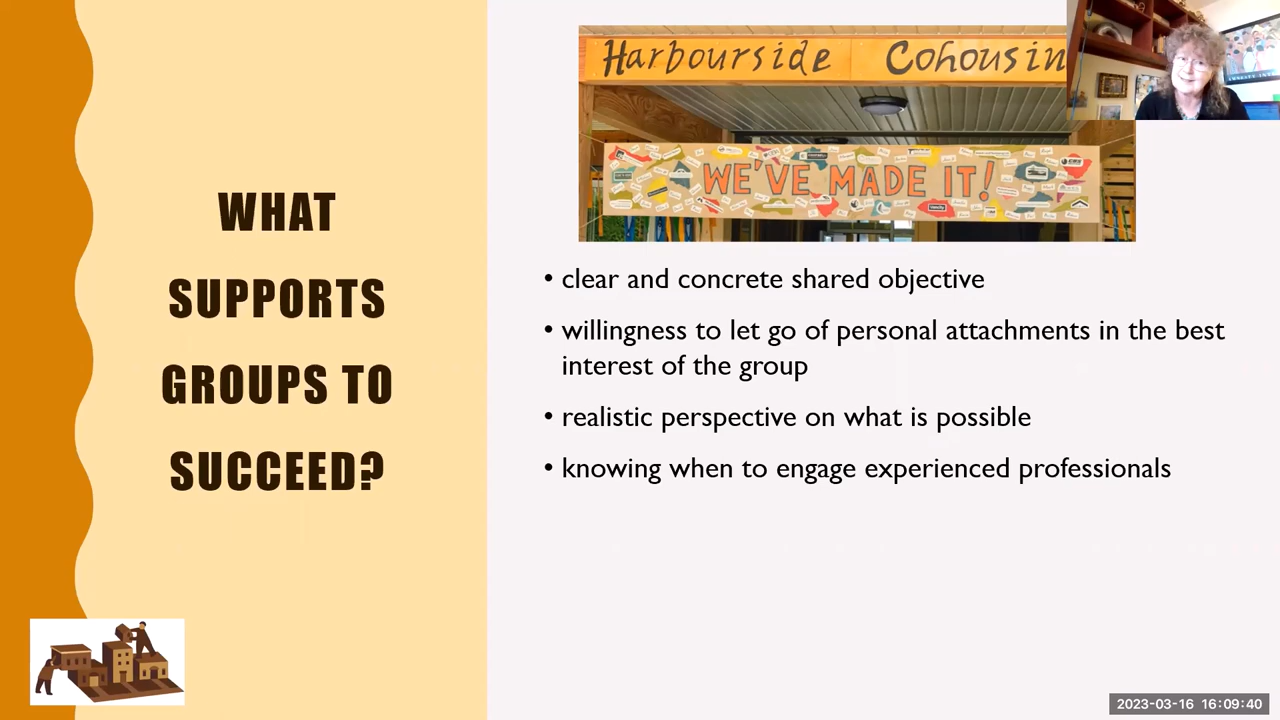 WHAT
SUPPORTS
GROUPS TO
SUCCEED?
Harbourside Cohousin
WE'VE MADE IT!
• clear and concrete shared objective
• willingness to let go of personal attachments in the best
interest of the group
• realistic perspective on what is possible
• knowing when to engage experienced professionals
2023-03-16 16:09:40